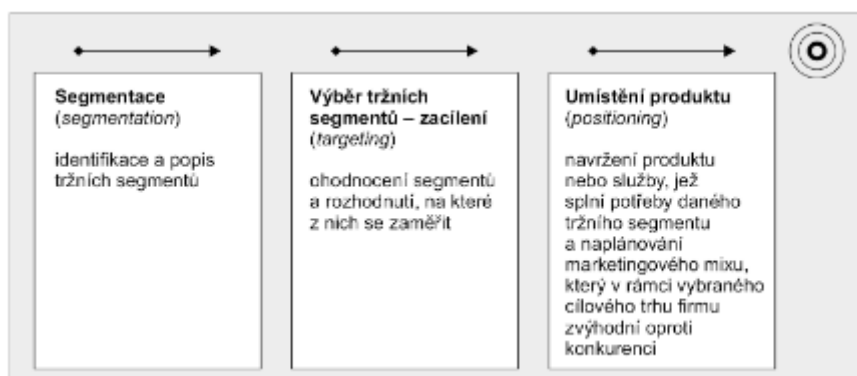 Segmentace
(segmentation)
identifikace a popis
tržních segmentů
Výběr tržních
segmentů – zacílení
(targeting)
ohodnocení segmentů
a rozhodnutí, na které
z nich se zaměřit
Umístění produktu
(positioning)
navržení produktu
nebo služby, jež
splní potřeby daného
tržního segmentu
a naplánování
marketingového mixu,
který v rámci vybraného
cílového trhu firmu
zvýhodní oproti
konkurenci